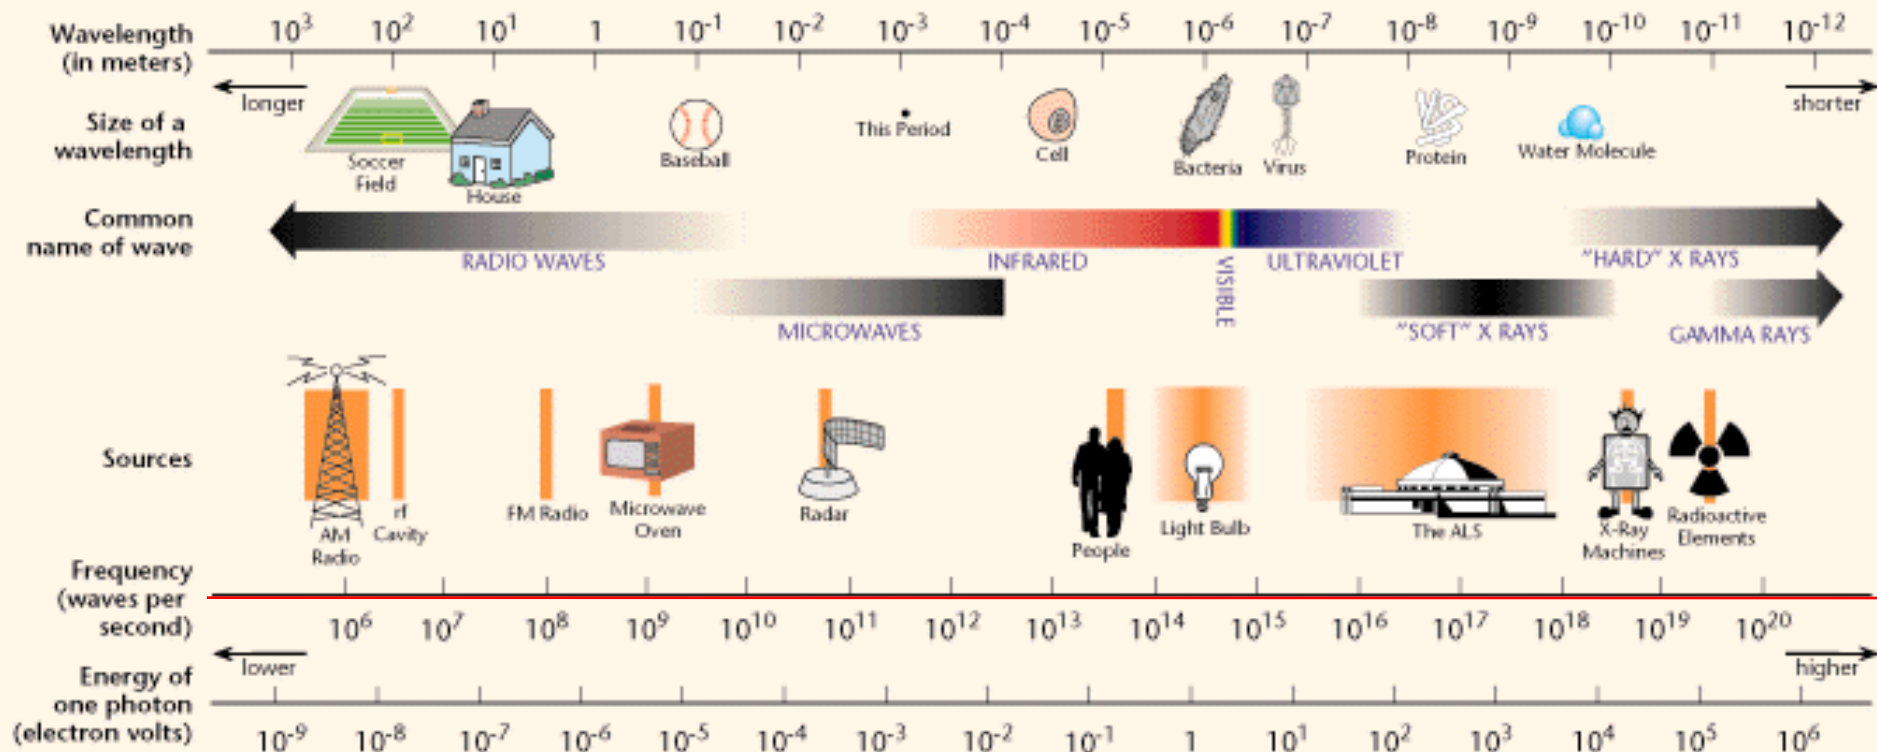 Wavelength
(in meters)
10³ 10² 10¹ 1 10⁻¹ 10⁻² 10⁻³ 10⁻⁴ 10⁻⁵ 10⁻⁶ 10⁻⁷ 10⁻⁸ 10⁻⁹ 10⁻¹⁰ 10⁻¹¹ 10⁻¹²
longer
shorter
Size of a
wavelength
Soccer
Field
House
Baseball
This Period
Cell
Bacteria
Virus
Protein
Water Molecule
Common
name of wave
RADIO WAVES
INFRARED
VISIBLE
ULTRAVIOLET
"HARD" X RAYS
MICROWAVES
"SOFT" X RAYS
GAMMA RAYS
Sources
AM
Radio
rf
Cavity
FM Radio
Microwave
Oven
Radar
People
Light Bulb
The ALS
X-Ray
Machines
Radioactive
Elements
Frequency
(waves per
second)
10⁶ 10⁷ 10⁸ 10⁹ 10¹⁰ 10¹¹ 10¹² 10¹³ 10¹⁴ 10¹⁵ 10¹⁶ 10¹⁷ 10¹⁸ 10¹⁹ 10²⁰
lower
higher
Energy of
one photon
(electron volts)
10⁻⁹ 10⁻⁸ 10⁻⁷ 10⁻⁶ 10⁻⁵ 10⁻⁴ 10⁻³ 10⁻² 10⁻¹ 1 10¹ 10² 10³ 10⁴ 10⁵ 10⁶